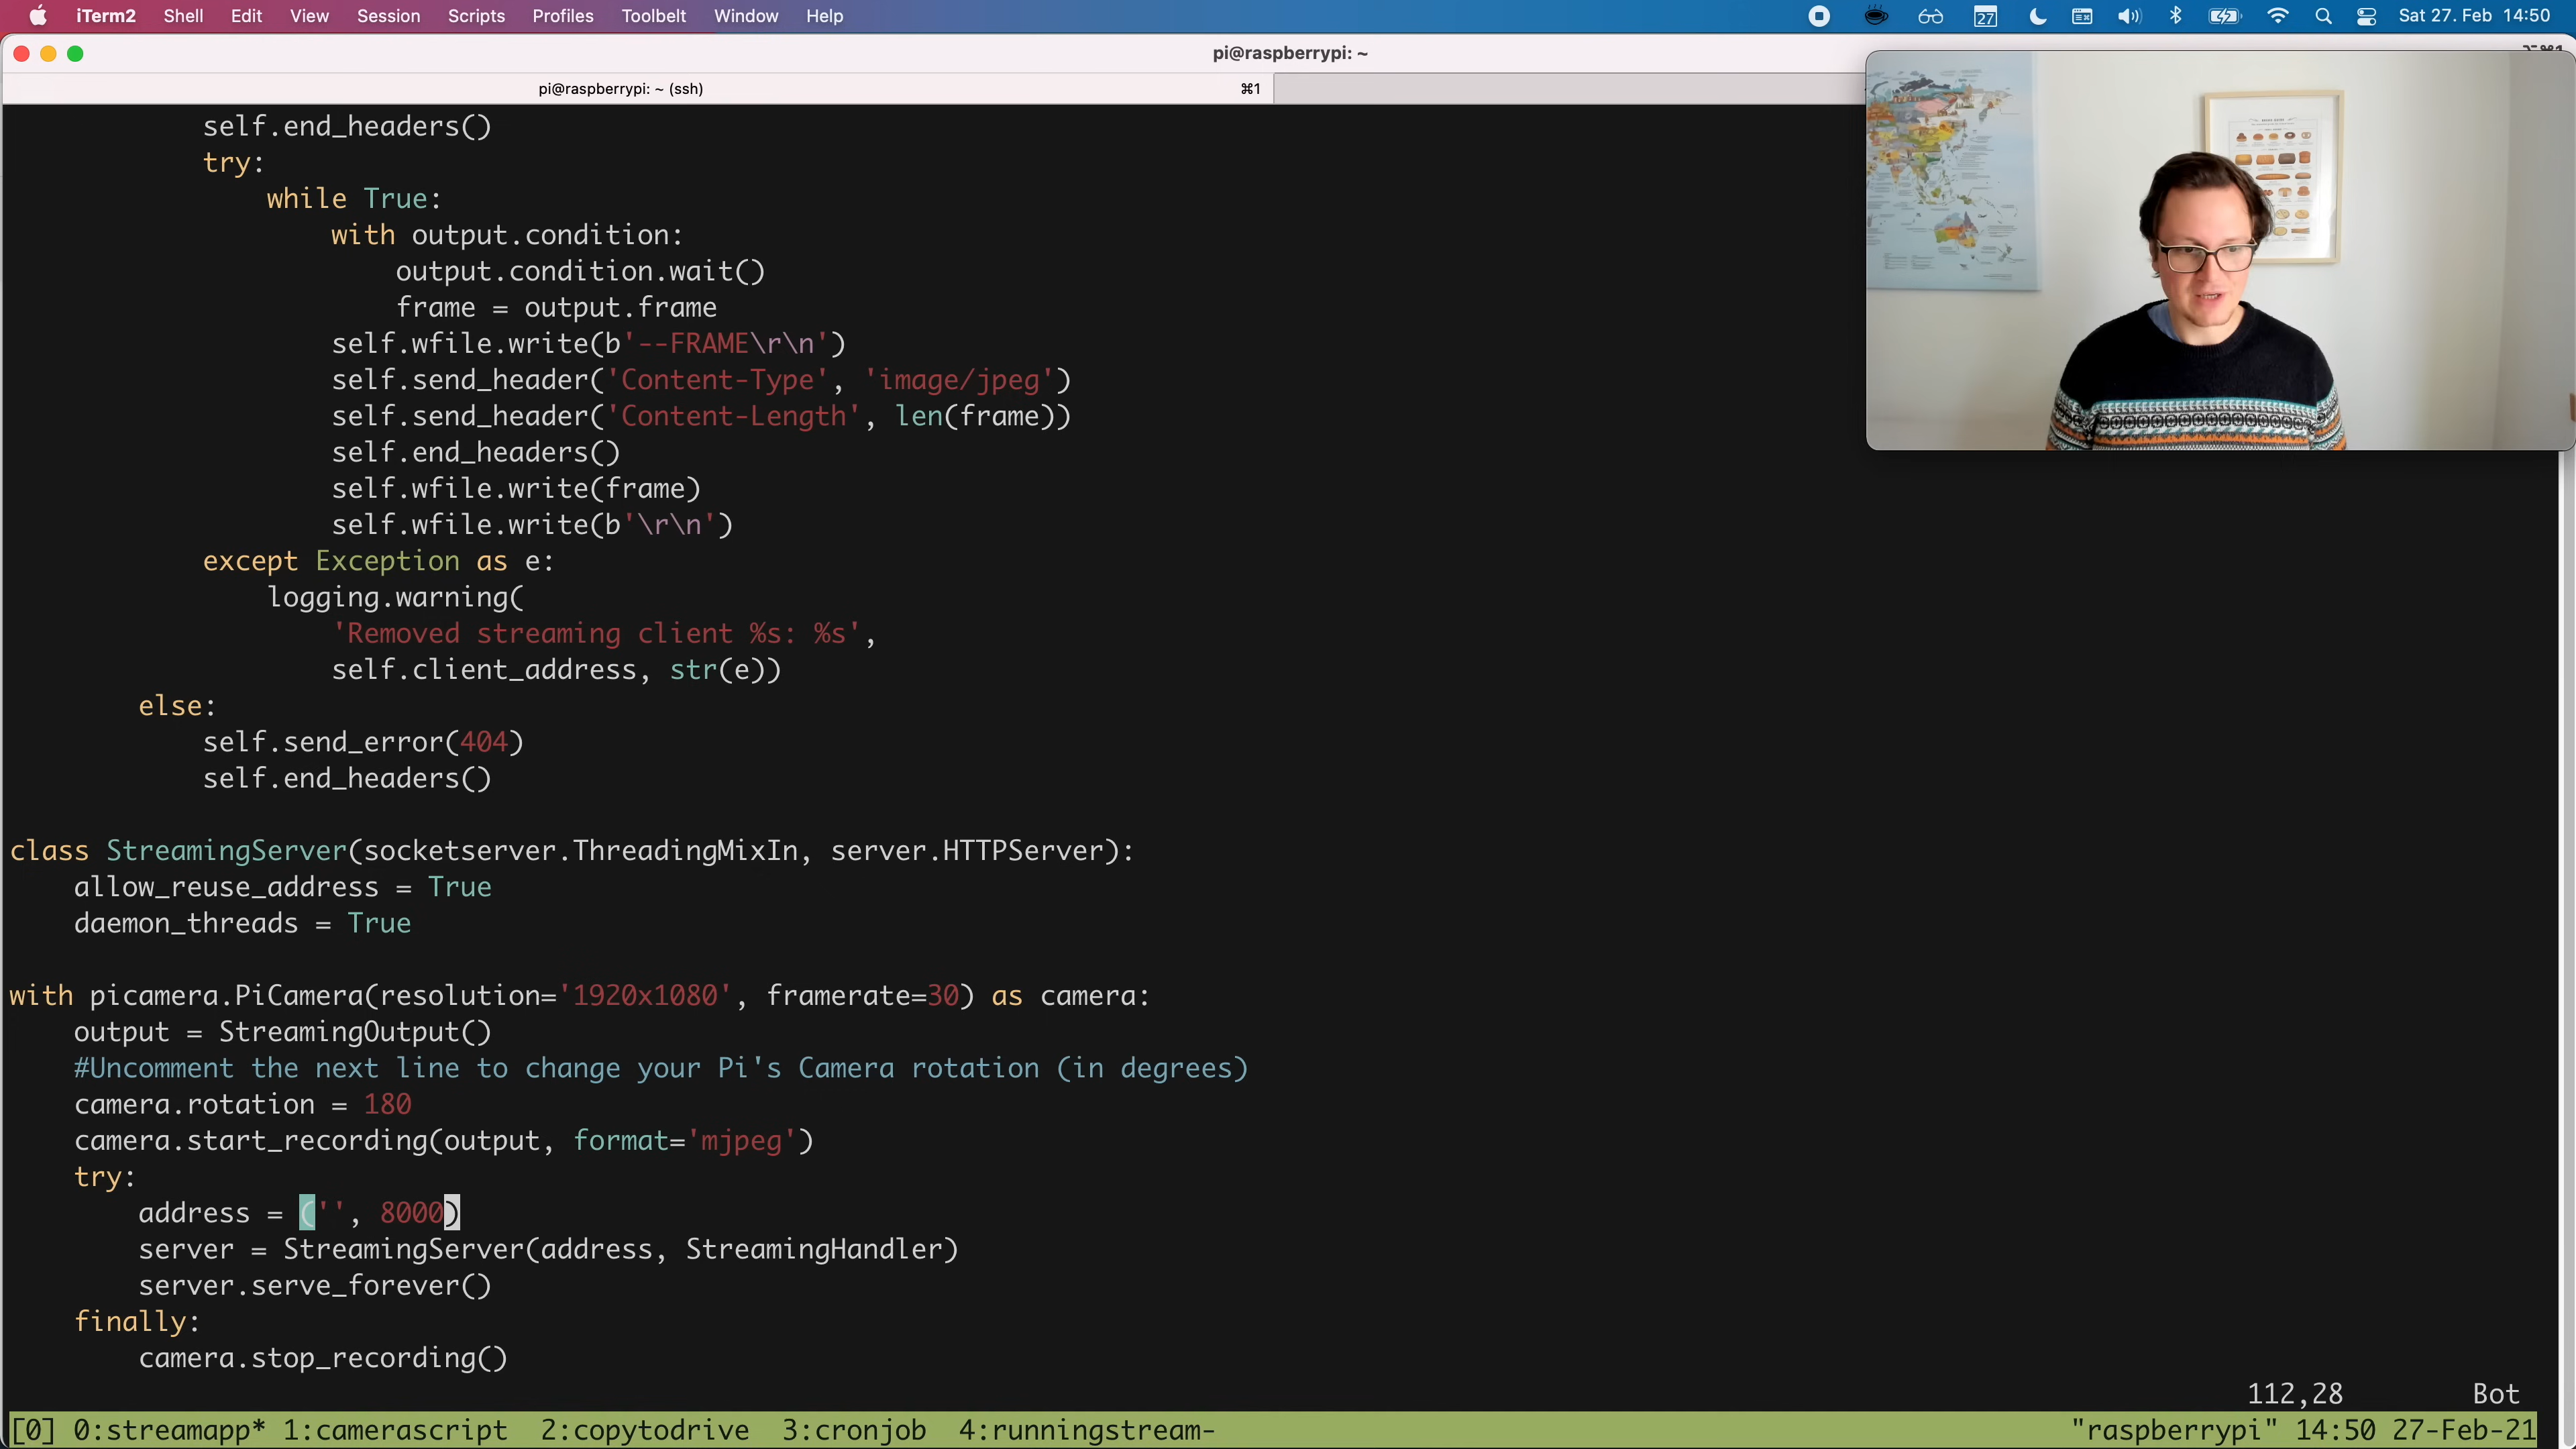 iTerm2 Shell Edit View Session Scripts Profiles Toolbelt Window Help 27 Sat 27. Feb 14:50
pi@raspberrypi: ~
pi@raspberrypi: ~ (ssh) ⌘1
self.end_headers()
try:
while True:
with output.condition:
output.condition.wait()
frame = output.frame
self.wfile.write(b'--FRAME\r\n')
self.send_header('Content-Type', 'image/jpeg')
self.send_header('Content-Length', len(frame))
self.end_headers()
self.wfile.write(frame)
self.wfile.write(b'\r\n')
except Exception as e:
logging.warning(
'Removed streaming client %s: %s',
self.client_address, str(e))
else:
self.send_error(404)
self.end_headers()
class StreamingServer(socketserver.ThreadingMixIn, server.HTTPServer):
allow_reuse_address = True
daemon_threads = True
with picamera.PiCamera(resolution='1920x1080', framerate=30) as camera:
output = StreamingOutput()
#Uncomment the next line to change your Pi's Camera rotation (in degrees)
camera.rotation = 180
camera.start_recording(output, format='mjpeg')
try:
address = ('', 8000)
server = StreamingServer(address, StreamingHandler)
server.serve_forever()
finally:
camera.stop_recording()
112,28 Bot
[0] 0:streamapp* 1:camerascript 2:copytodrive 3:cronjob 4:runningstream- "raspberrypi" 14:50 27-Feb-21